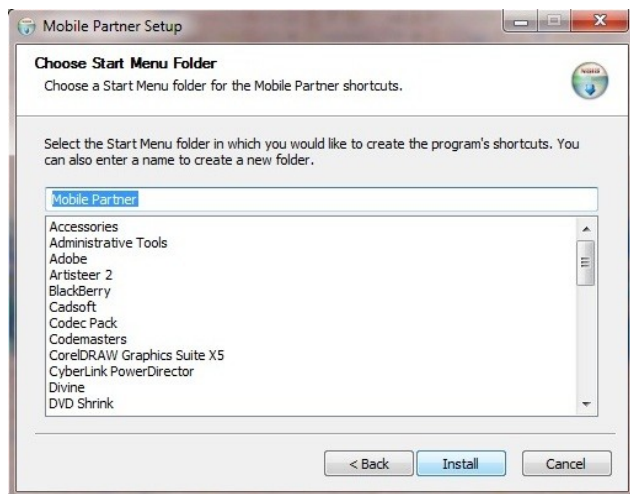 Mobile Partner Setup
Choose Start Menu Folder
Choose a Start Menu folder for the Mobile Partner shortcuts.
Select the Start Menu folder in which you would like to create the program's shortcuts. You
can also enter a name to create a new folder.
Mobile Partner
Accessories
Administrative Tools
Adobe
Artisteer 2
BlackBerry
Cadsoft
Codec Pack
Codemasters
CorelDRAW Graphics Suite X5
CyberLink PowerDirector
Divine
DVD Shrink
< Back Install Cancel